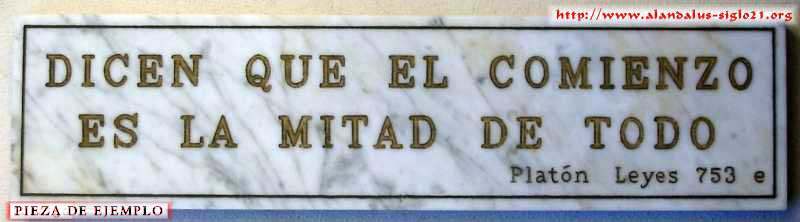 http://www.alandalus-siglo21.org
DICEN QUE EL COMIENZO
ES LA MITAD DE TODO
Platón Leyes 753 e
PIEZA DE EJEMPLO